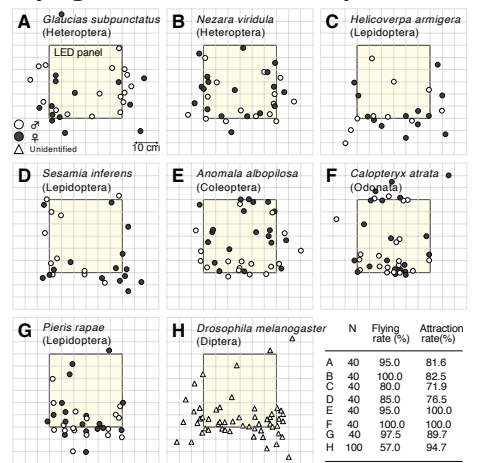 A Glaucias subpunctatus
(Heteroptera)
LED panel
♂
♀
Unidentified
10 cm
B Nezara viridula
(Heteroptera)
C Helicoverpa armigera
(Lepidoptera)
D Sesamia inferens
(Lepidoptera)
E Anomala albopilosa
(Coleoptera)
F Calopteryx atrata
(Odonata)
G Pieris rapae
(Lepidoptera)
H Drosophila melanogaster
(Diptera)
N Flying rate (%) Attraction rate(%)
A 40 95.0 81.6
B 40 100.0 82.5
C 40 80.0 71.9
D 40 85.0 76.5
E 40 95.0 100.0
F 40 100.0 100.0
G 40 97.5 89.7
H 100 57.0 94.7